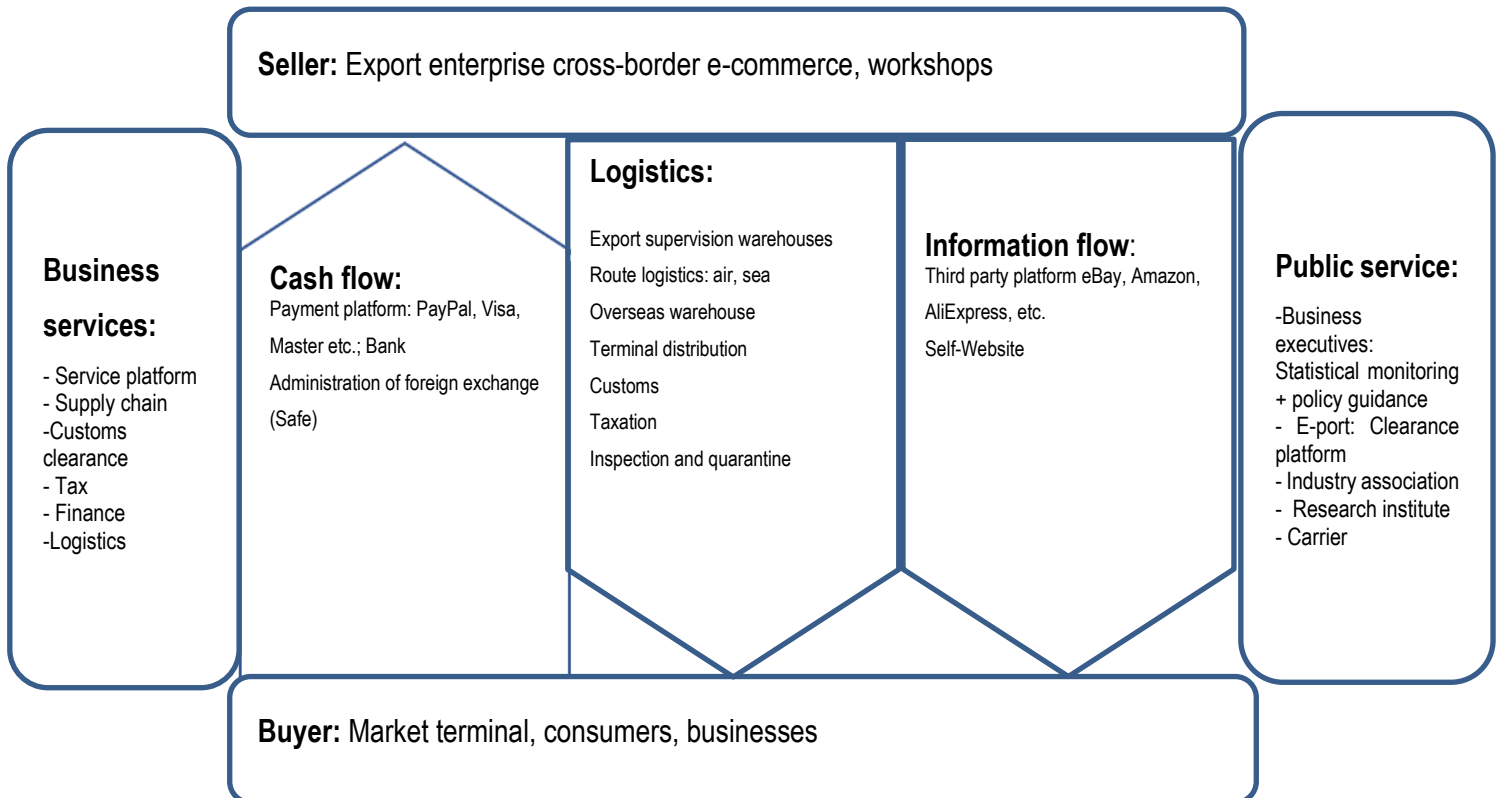 Seller: Export enterprise cross-border e-commerce, workshops
Business
services:
- Service platform
- Supply chain
-Customs
clearance
- Tax
- Finance
-Logistics
Cash flow:
Payment platform: PayPal, Visa,
Master etc.; Bank
Administration of foreign exchange
(Safe)
Logistics:
Export supervision warehouses
Route logistics: air, sea
Overseas warehouse
Terminal distribution
Customs
Taxation
Inspection and quarantine
Information flow:
Third party platform eBay, Amazon,
AliExpress, etc.
Self-Website
Public service:
-Business
executives:
Statistical monitoring
+ policy guidance
- E-port: Clearance
platform
- Industry association
- Research institute
- Carrier
Buyer: Market terminal, consumers, businesses